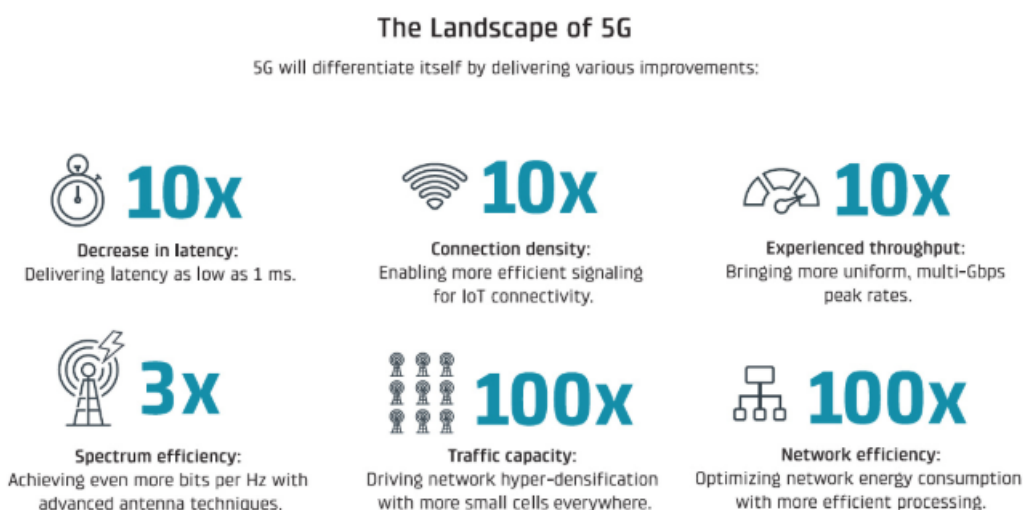 The Landscape of 5G
5G will differentiate itself by delivering various improvements:
10x
Decrease in latency:
Delivering latency as low as 1 ms.
10x
Connection density:
Enabling more efficient signaling
for IoT connectivity.
10x
Experienced throughput:
Bringing more uniform, multi-Gbps
peak rates.
3x
Spectrum efficiency:
Achieving even more bits per Hz with
advanced antenna techniques.
100x
Traffic capacity:
Driving network hyper-densification
with more small cells everywhere.
100x
Network efficiency:
Optimizing network energy consumption
with more efficient processing.